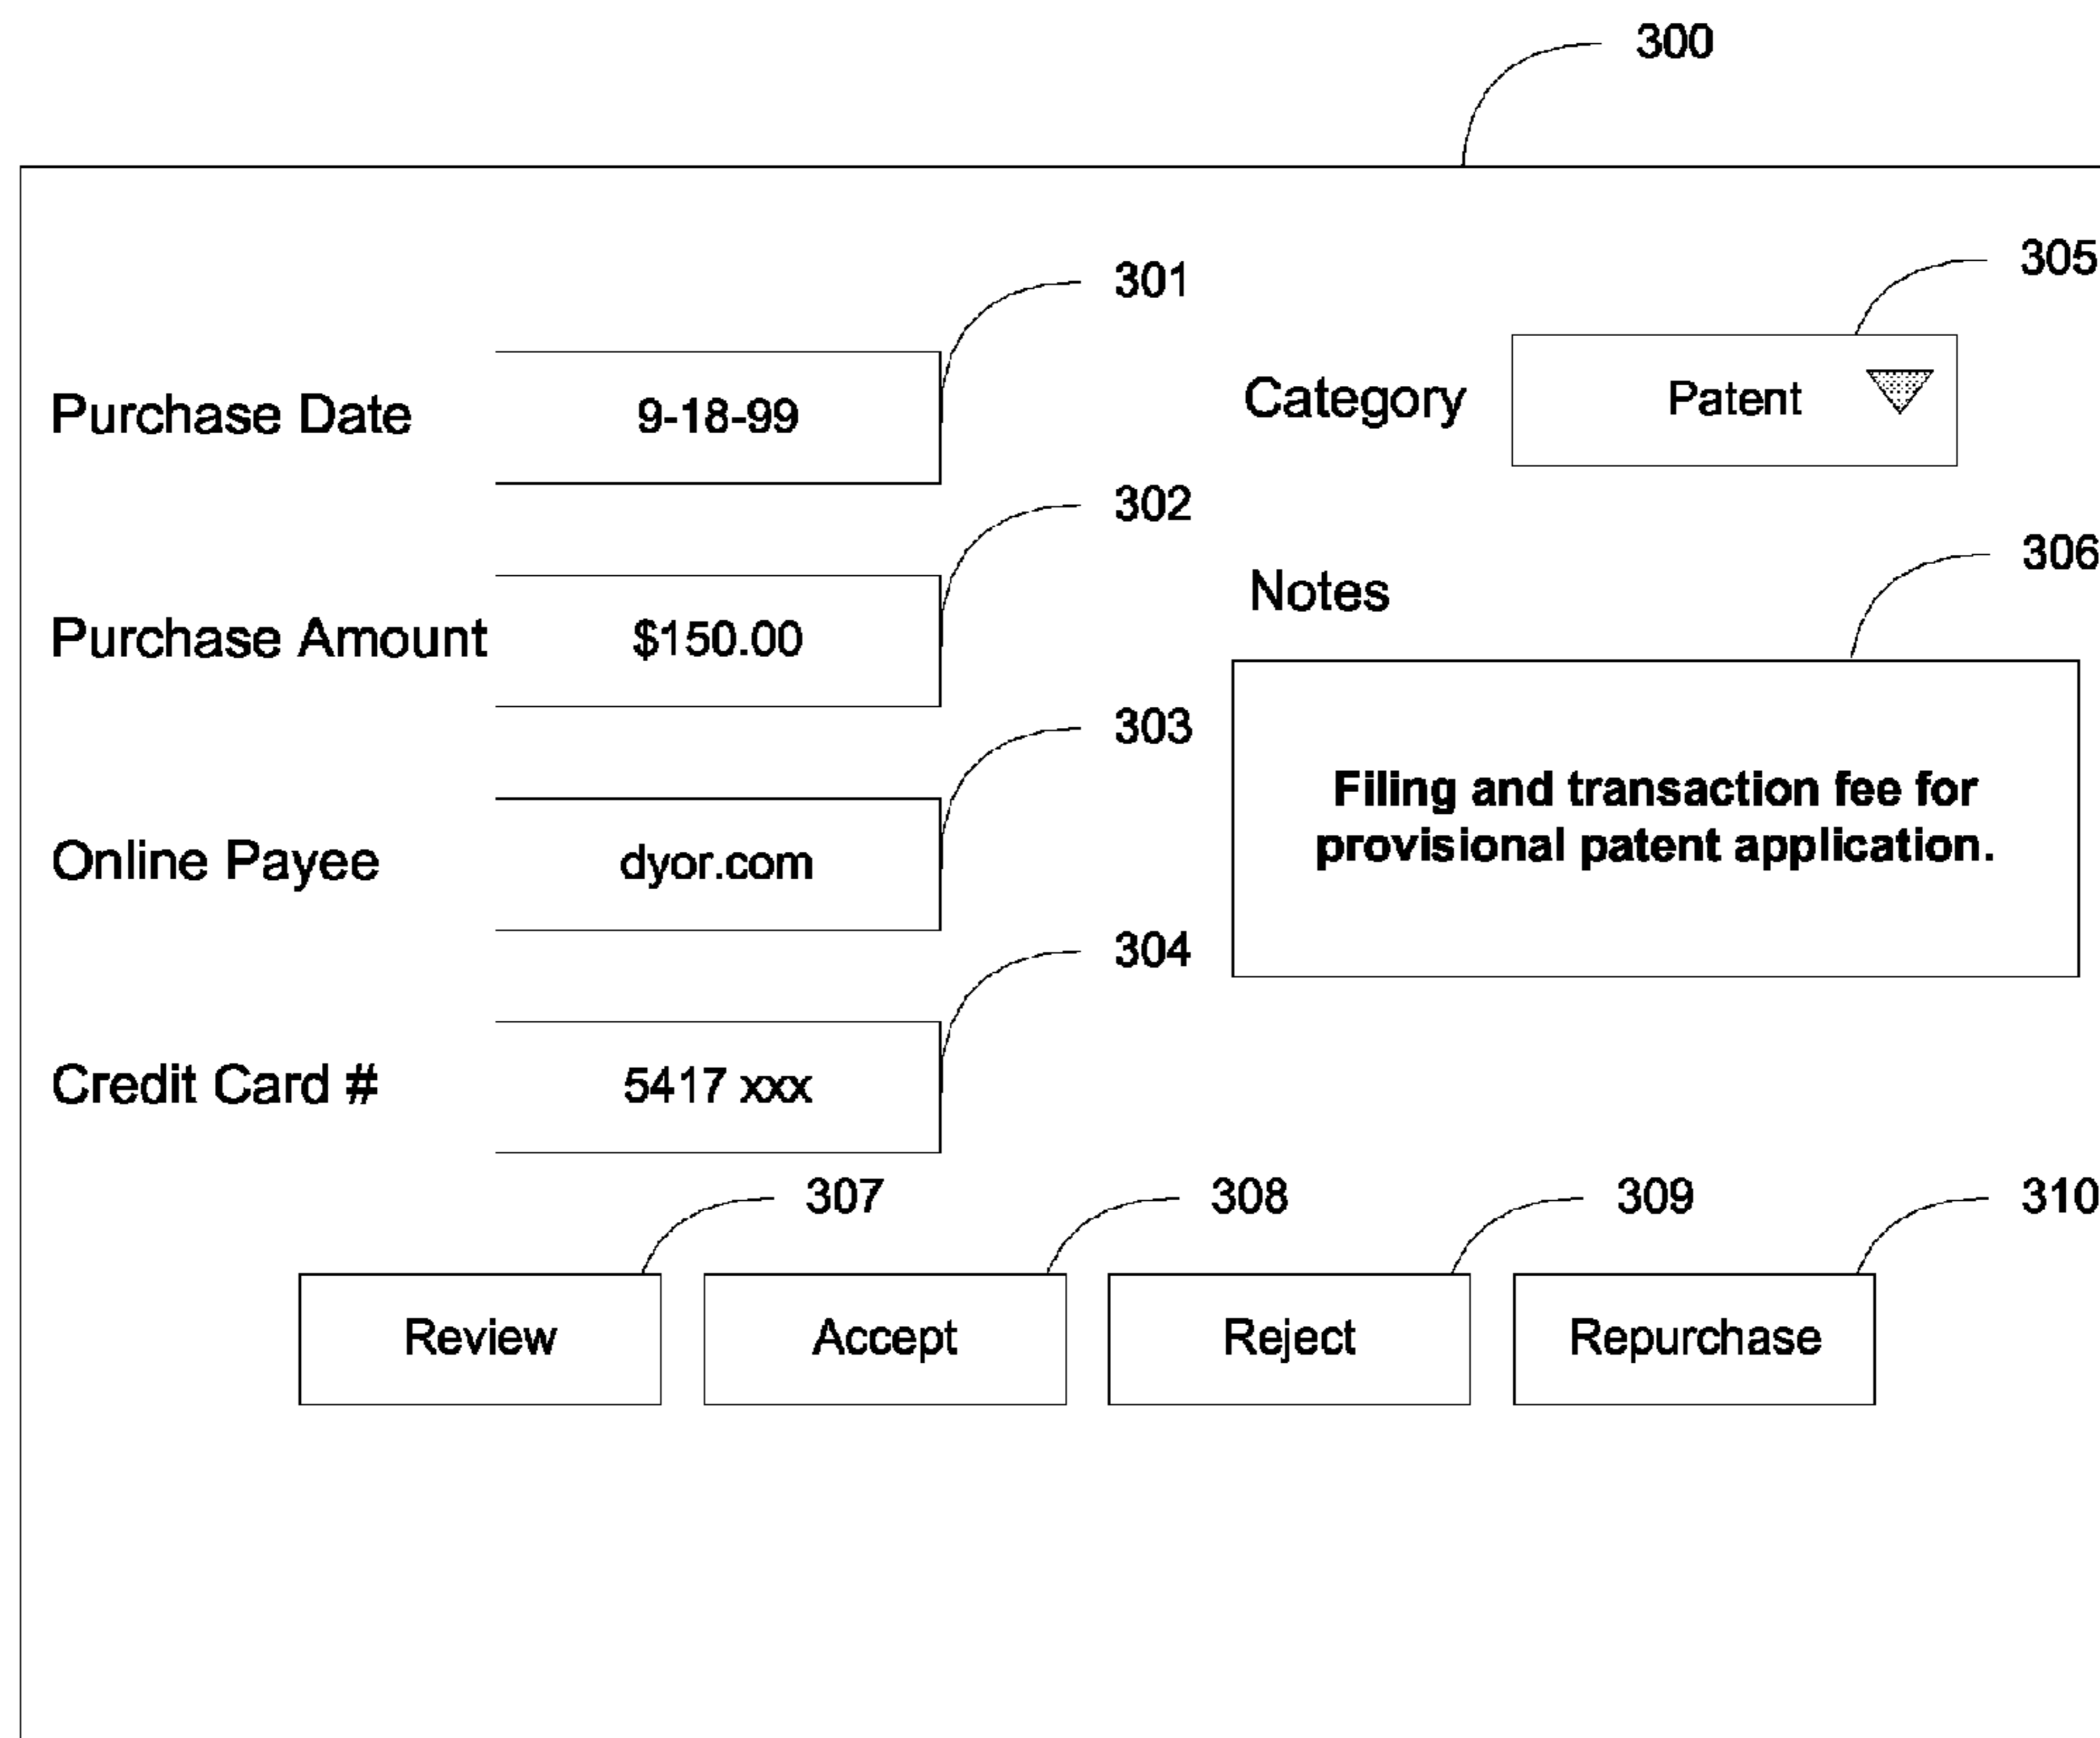 300
301
305
Purchase Date
9-18-99
Category
Patent
302
306
Notes
Purchase Amount
$150.00
303
Filing and transaction fee for
provisional patent application.
Online Payee
dyor.com
304
Credit Card #
5417 xxx
307
308
309
310
Review
Accept
Reject
Repurchase